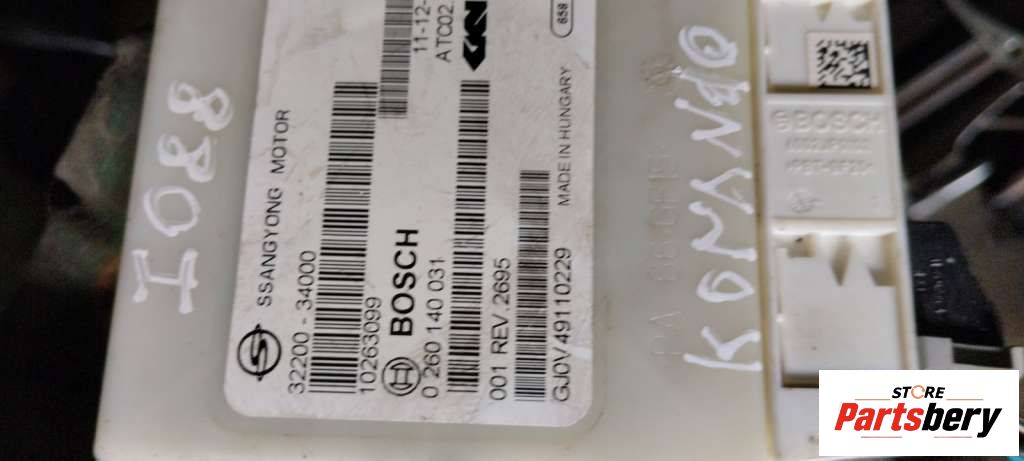 I088
SSANGYONG MOTOR
32200 - 34000
11-12-
10263099
ATC02.
BOSCH
0 260 140 031
001 REV.2695
GJ0V49110229
MADE IN HUNGARY
658
KOMANdO
BOSCH
STORE
Partsbery